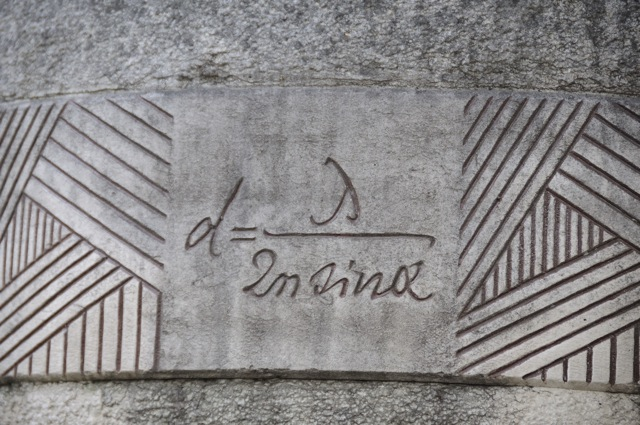 d = λ
2n sin α